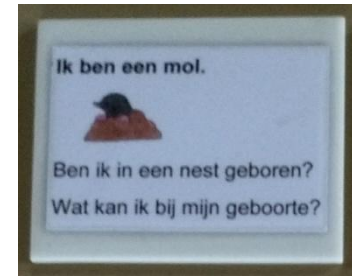 Ik ben een mol.
Ben ik in een nest geboren?
Wat kan ik bij mijn geboorte?